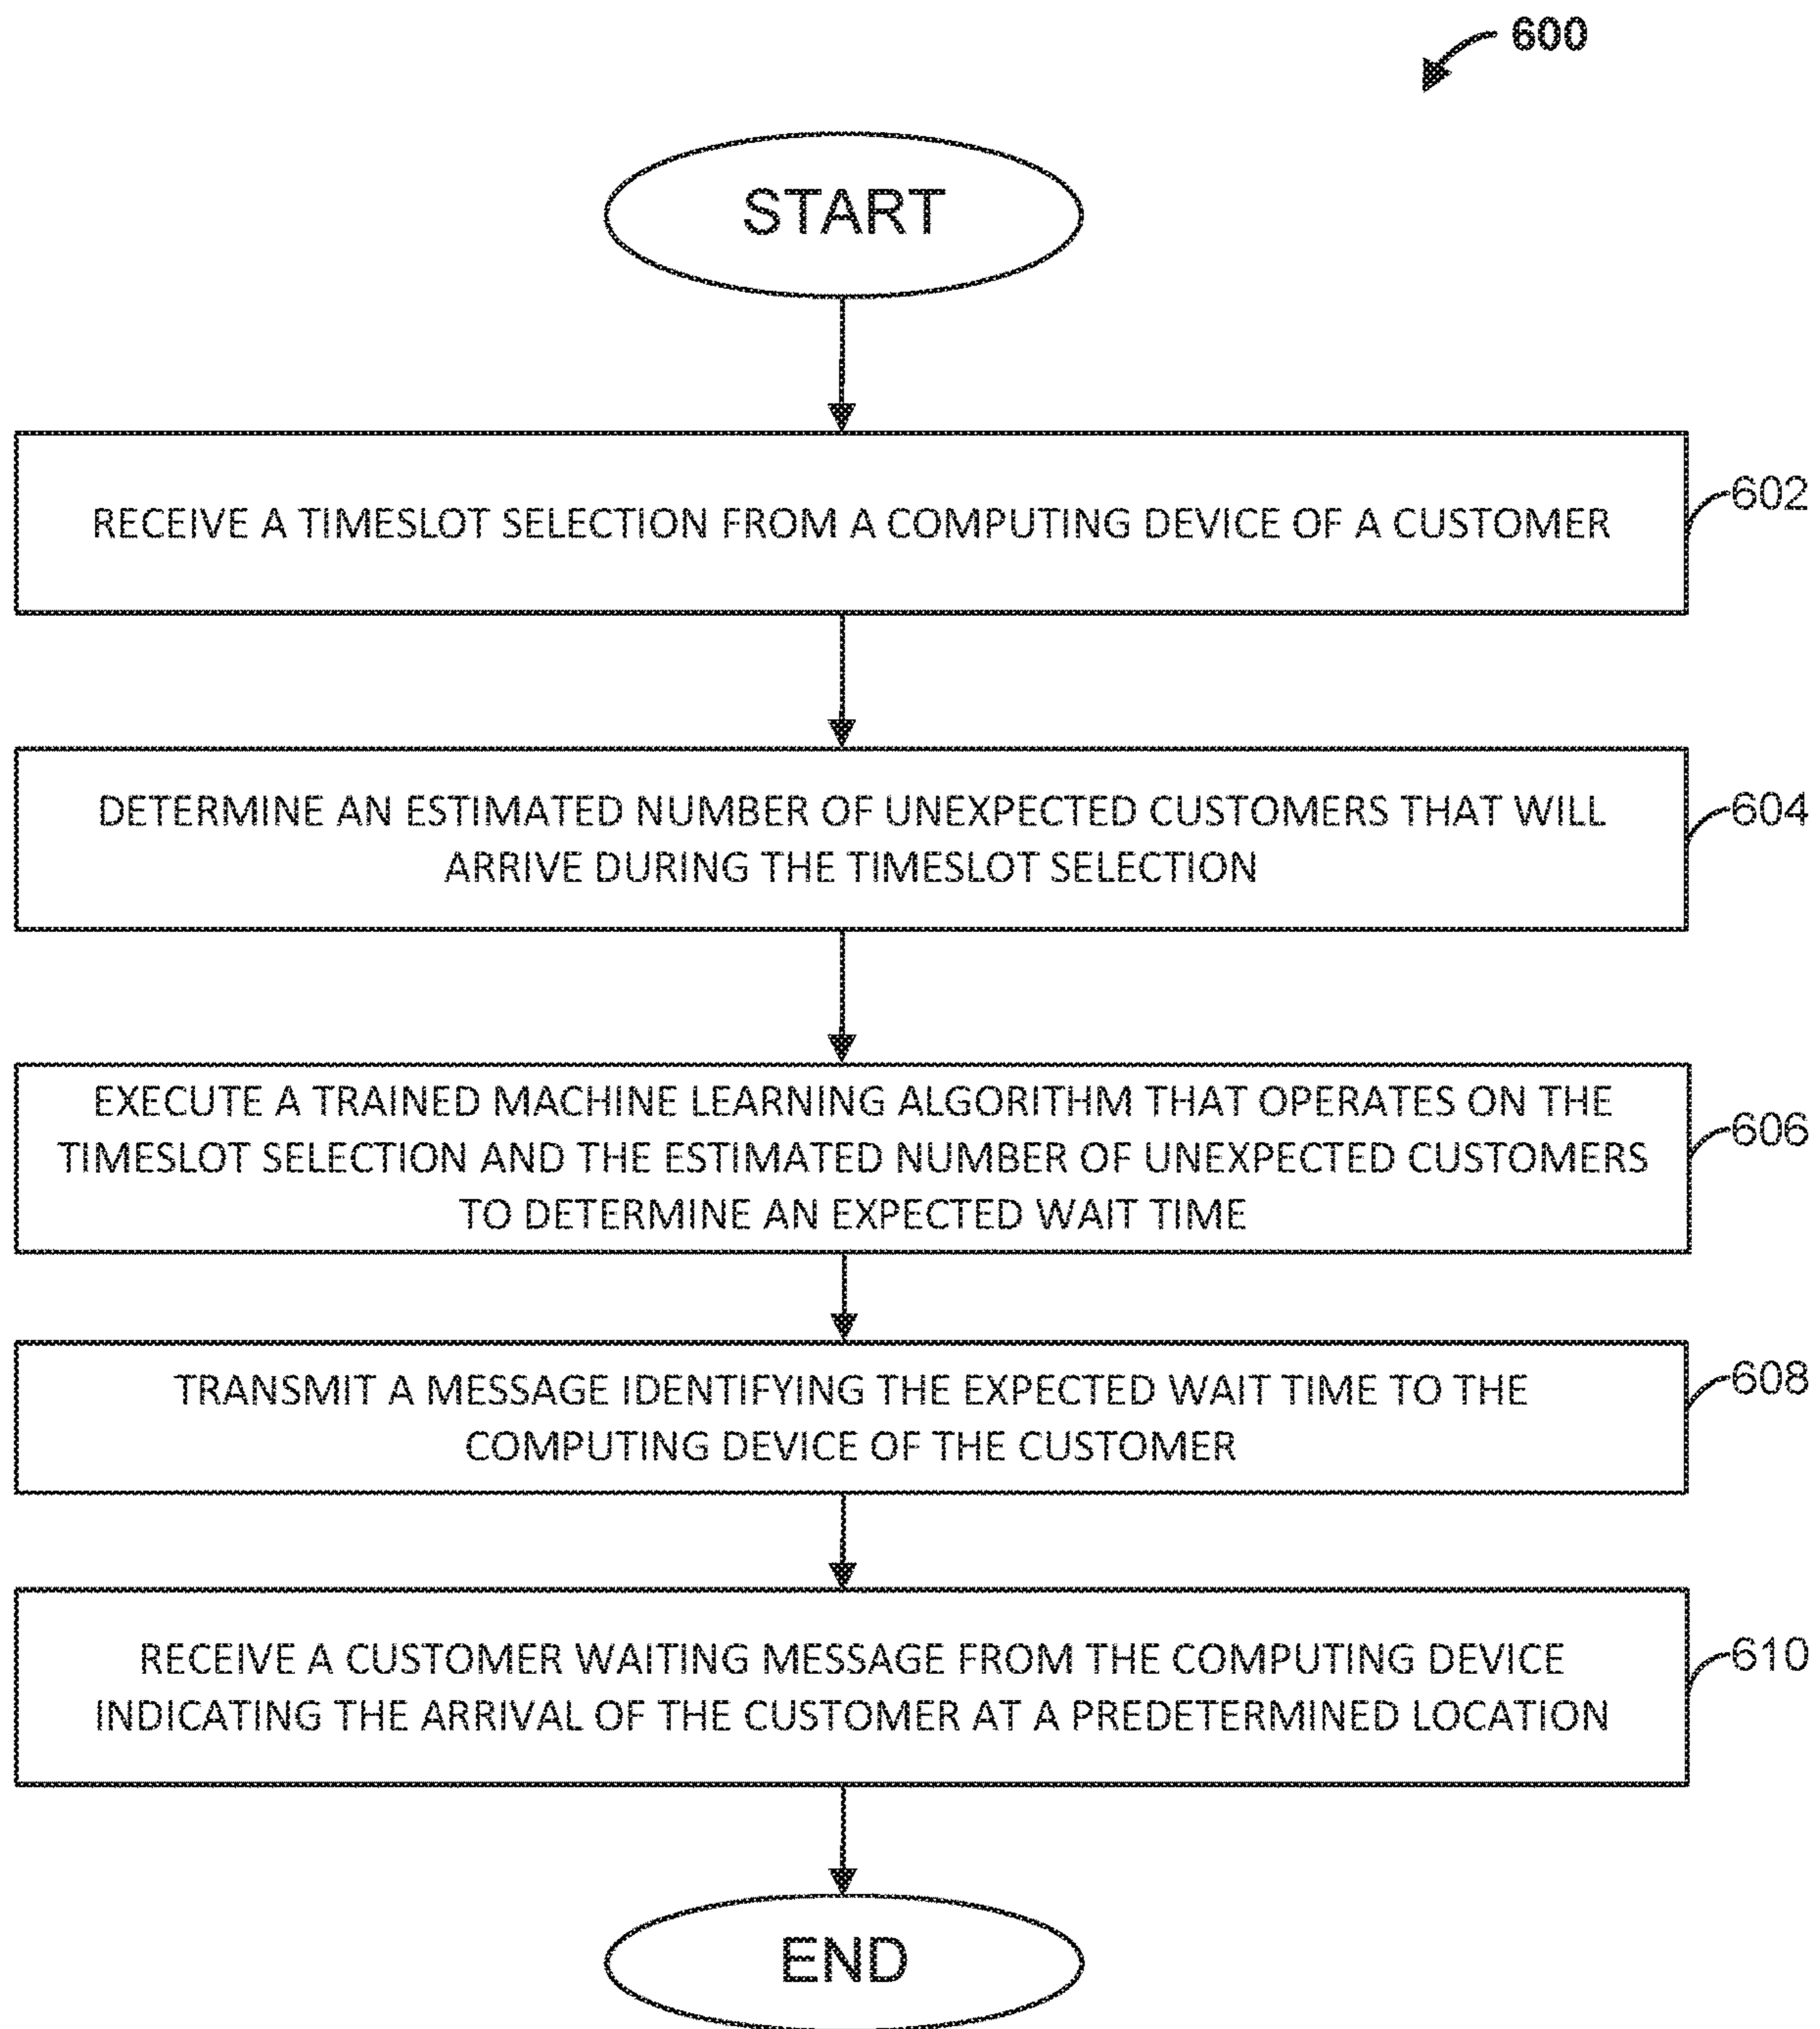 600
START
RECEIVE A TIMESLOT SELECTION FROM A COMPUTING DEVICE OF A CUSTOMER
602
DETERMINE AN ESTIMATED NUMBER OF UNEXPECTED CUSTOMERS THAT WILL
ARRIVE DURING THE TIMESLOT SELECTION
604
EXECUTE A TRAINED MACHINE LEARNING ALGORITHM THAT OPERATES ON THE
TIMESLOT SELECTION AND THE ESTIMATED NUMBER OF UNEXPECTED CUSTOMERS
TO DETERMINE AN EXPECTED WAIT TIME
606
TRANSMIT A MESSAGE IDENTIFYING THE EXPECTED WAIT TIME TO THE
COMPUTING DEVICE OF THE CUSTOMER
608
RECEIVE A CUSTOMER WAITING MESSAGE FROM THE COMPUTING DEVICE
INDICATING THE ARRIVAL OF THE CUSTOMER AT A PREDETERMINED LOCATION
610
END